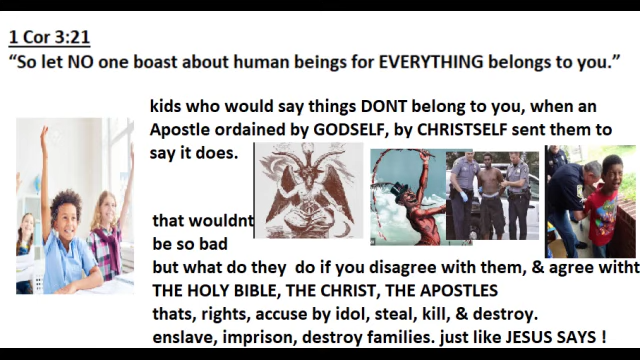 1 Cor 3:21
“So let NO one boast about human beings for EVERYTHING belongs to you.”
kids who would say things DONT belong to you, when an
Apostle ordained by GODSELF, by CHRISTSELF sent them to
say it does.
that wouldnt
be so bad
but what do they  do if you disagree with them, & agree witht
THE HOLY BIBLE, THE CHRIST, THE APOSTLES
thats, rights, accuse by idol, steal, kill, & destroy.
enslave, imprison, destroy families. just like JESUS SAYS !